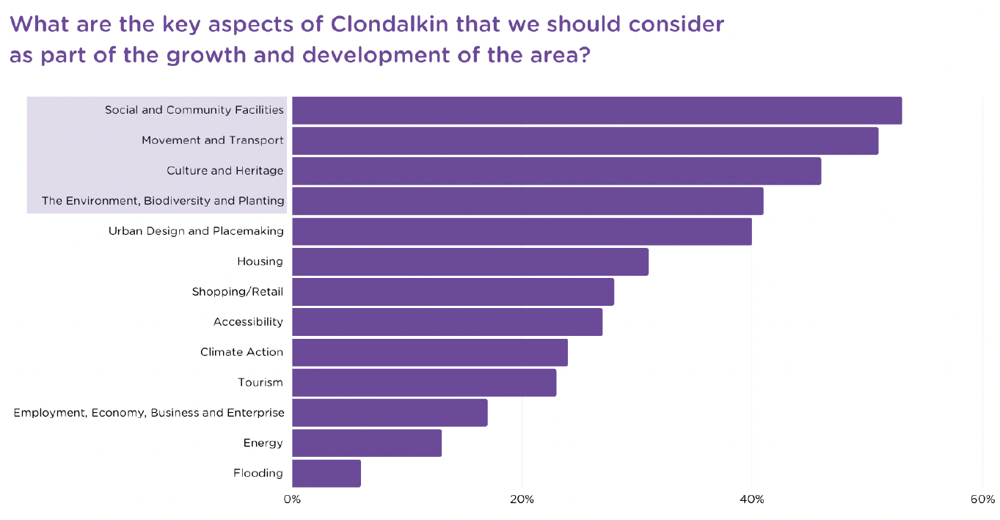 What are the key aspects of Clondalkin that we should consider
as part of the growth and development of the area?
Social and Community Facilities
Movement and Transport
Culture and Heritage
The Environment, Biodiversity and Planting
Urban Design and Placemaking
Housing
Shopping/Retail
Accessibility
Climate Action
Tourism
Employment, Economy, Business and Enterprise
Energy
Flooding
0% 20% 40% 60%